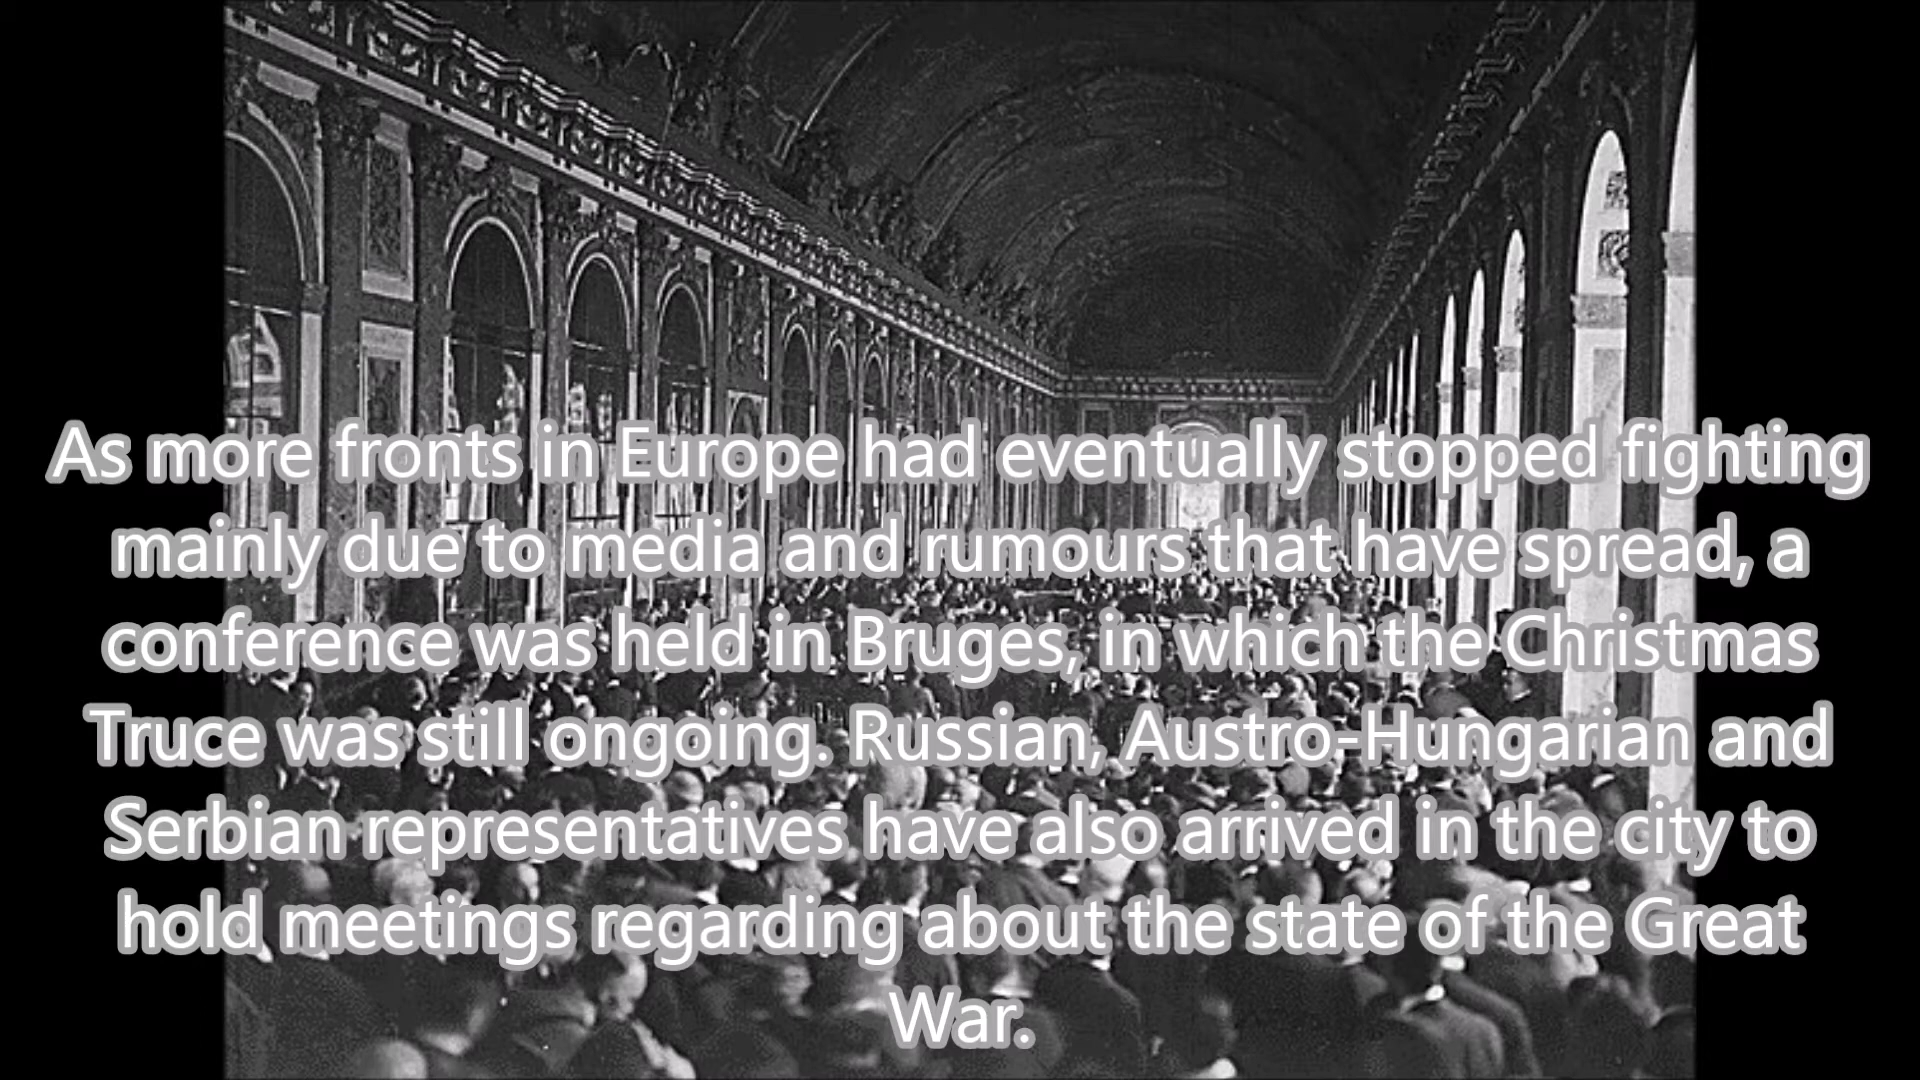 As more fronts in Europe had eventually stopped fighting
mainly due to media and rumours that have spread, a
conference was held in Bruges, in which the Christmas
Truce was still ongoing. Russian, Austro-Hungarian and
Serbian representatives have also arrived in the city to
hold meetings regarding about the state of the Great
War.